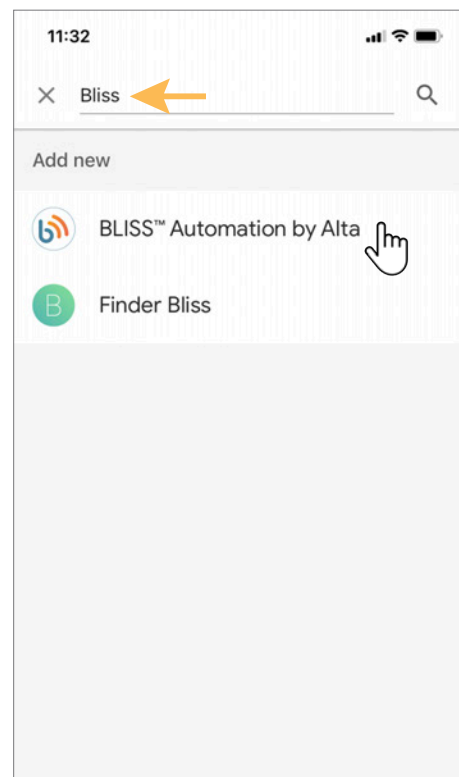 11:32
Bliss
Add new
BLISS™ Automation by Alta
B
Finder Bliss